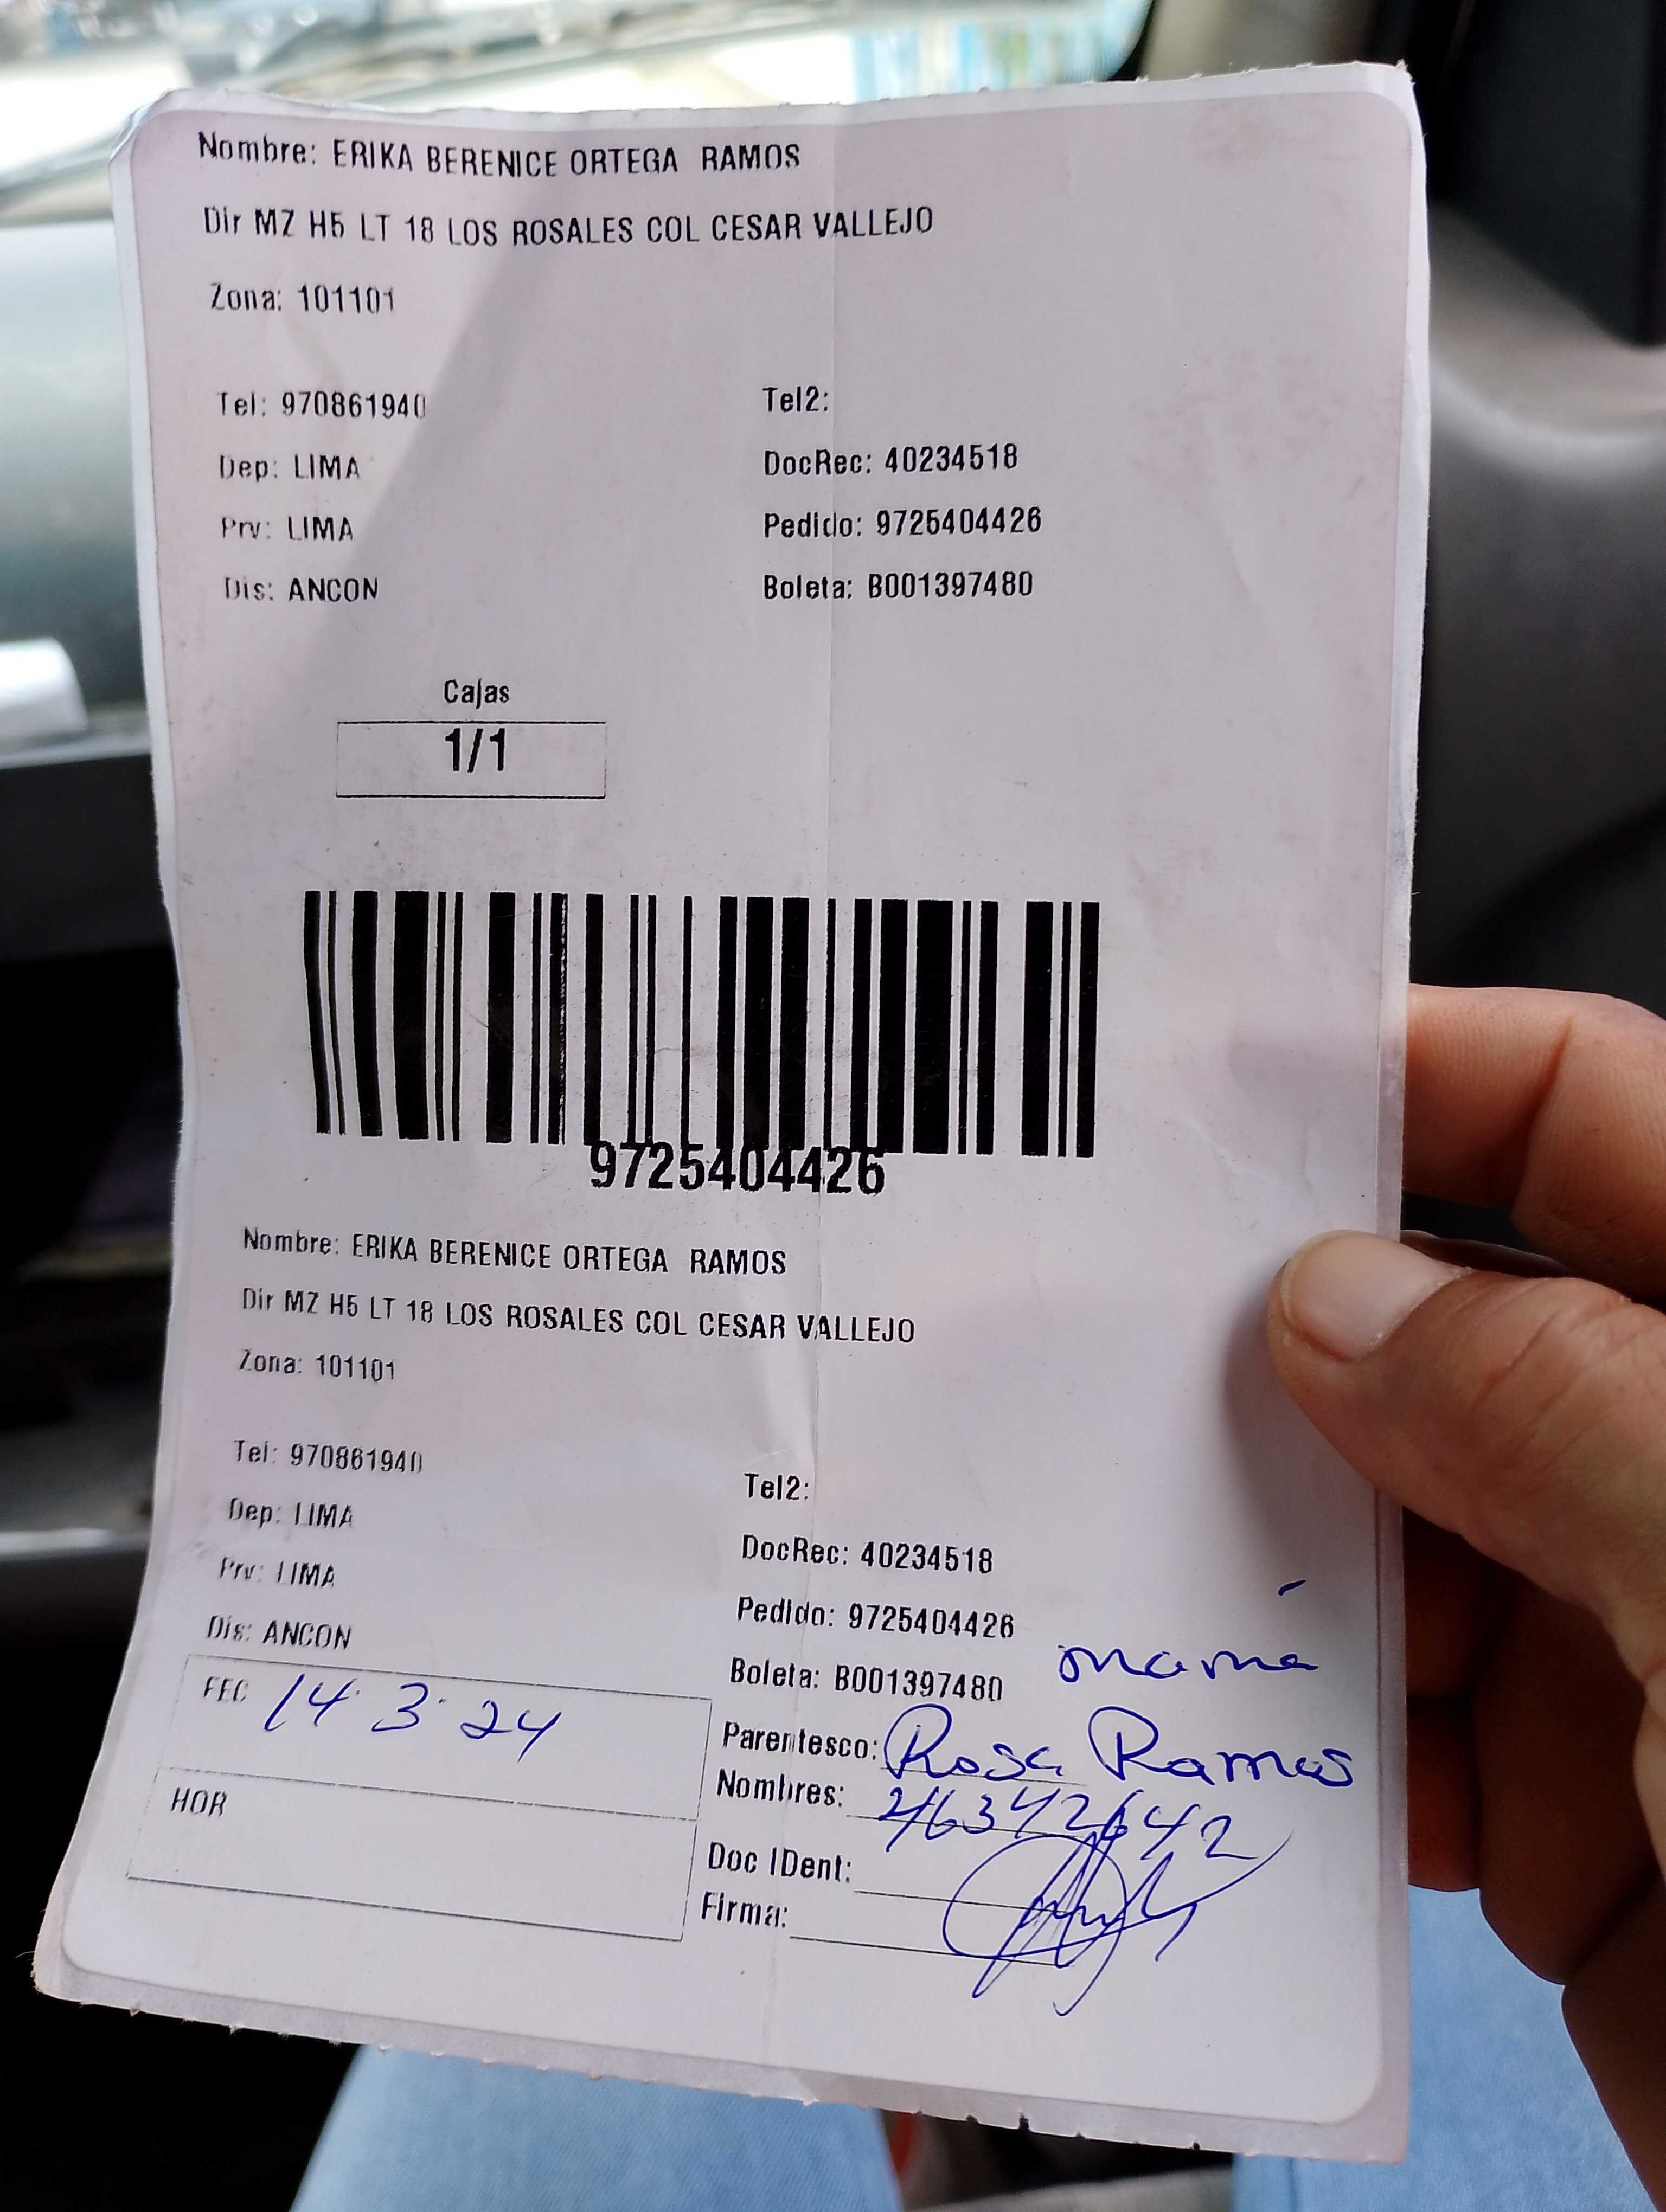 Nombre: ERIKA BERENICE ORTEGA RAMOS
Dir MZ H5 LT 18 LOS ROSALES COL CESAR VALLEJO
Zona: 101101
Tel: 970861940 Tel2:
Dep: LIMA DocRec: 40234518
Prv: LIMA Pedido: 9725404426
Dis: ANCON Boleta: B001397480
Cajas
1/1
9725404426
Nombre: ERIKA BERENICE ORTEGA RAMOS
Dir MZ H5 LT 18 LOS ROSALES COL CESAR VALLEJO
Zona: 101101
Tel: 970861940 Tel2:
Dep: LIMA DocRec: 40234518
Prv: LIMA Pedido: 9725404426
Dis: ANCON Boleta: B001397480
mamá
FEC 14 3 24 Parentesco: Rosa Ramos
HOR Nombres:
Doc IDent:
Firma: